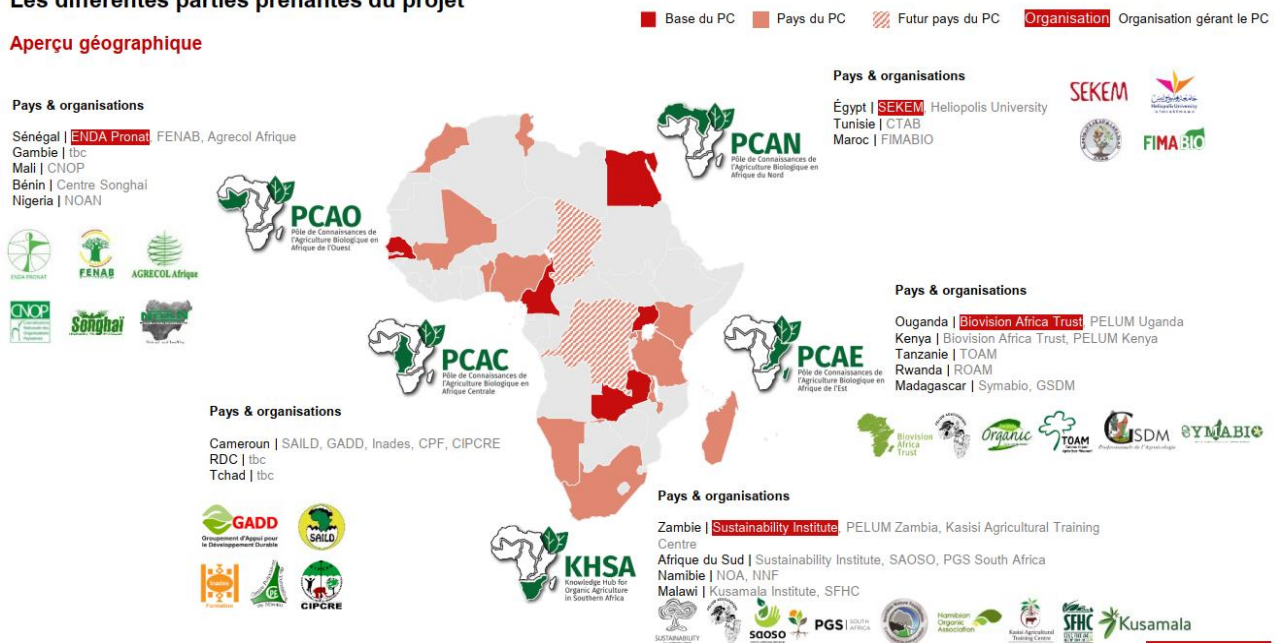 Les différentes parties prenantes du projet
Aperçu géographique
Base du PC
Pays du PC
Futur pays du PC
Organisation Organisation gérant le PC
Pays & organisations
Sénégal | ENDA Pronat, FENAB, Agrecol Afrique
Gambie | tbc
Mali | CNOP
Bénin | Centre Songhai
Nigeria | NOAN
ENDA PRONAT
FENAB
AGRECOL Afrique
CNOP
Songhaï
PCAO
Pôle de Connaissances de
l'Agriculture Biologique en
Afrique de l'Ouest
PCAN
Pôle de Connaissances de
l'Agriculture Biologique en
Afrique du Nord
Pays & organisations
Égypt | SEKEM, Heliopolis University
Tunisie | CTAB
Maroc | FIMABIO
SEKEM
Heliopolis University
FIMABIO
PCAC
Pôle de Connaissances de
l'Agriculture Biologique en
Afrique Centrale
Pays & organisations
Cameroun | SAILD, GADD, Inades, CPF, CIPCRE
RDC | tbc
Tchad | tbc
GADD
Groupement d'Appui pour
le Développement Durable
SAILD
Inades
Formation
CIPCRE
PCAE
Pôle de Connaissances de
l'Agriculture Biologique en
Afrique de l'Est
Pays & organisations
Ouganda | Biovision Africa Trust, PELUM Uganda
Kenya | Biovision Africa Trust, PELUM Kenya
Tanzanie | TOAM
Rwanda | ROAM
Madagascar | Symabio, GSDM
Biovision
Africa
Trust
Organic
TOAM
GSDM
Professionnels de l'Agroécologie
SYMABIO
KHSA
Knowledge Hub for
Organic Agriculture
in Southern Africa
Pays & organisations
Zambie | Sustainability Institute, PELUM Zambia, Kasisi Agricultural Training
Centre
Afrique du Sud | Sustainability Institute, SAOSO, PGS South Africa
Namibie | NOA, NNF
Malawi | Kusamala Institute, SFHC
SUSTAINABILITY
saoso
PGS SOUTH AFRICA
Namibian
Organic
Association
Kasisi Agricultural
Training Centre
SFHC
Kusamala